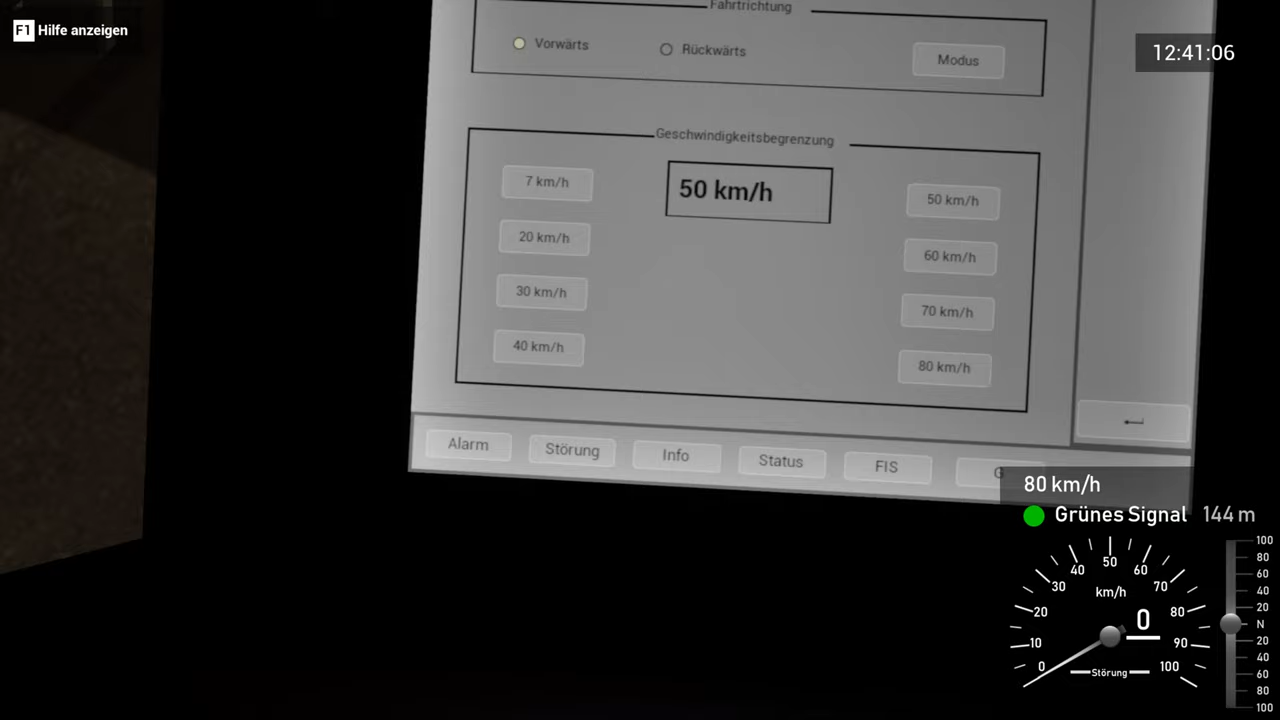 F1 Hilfe anzeigen
12:41:06
Fahrtrichtung
Vorwärts
Rückwärts
Modus
Geschwindigkeitsbegrenzung
50 km/h
7 km/h
20 km/h
30 km/h
40 km/h
50 km/h
60 km/h
70 km/h
80 km/h
Alarm
Störung
Info
Status
FIS
G
80 km/h
Grünes Signal 144 m
0
10
20
30
40
50
60
70
80
90
100
km/h
0
Störung
100
80
60
40
20
N
20
40
60
80
100